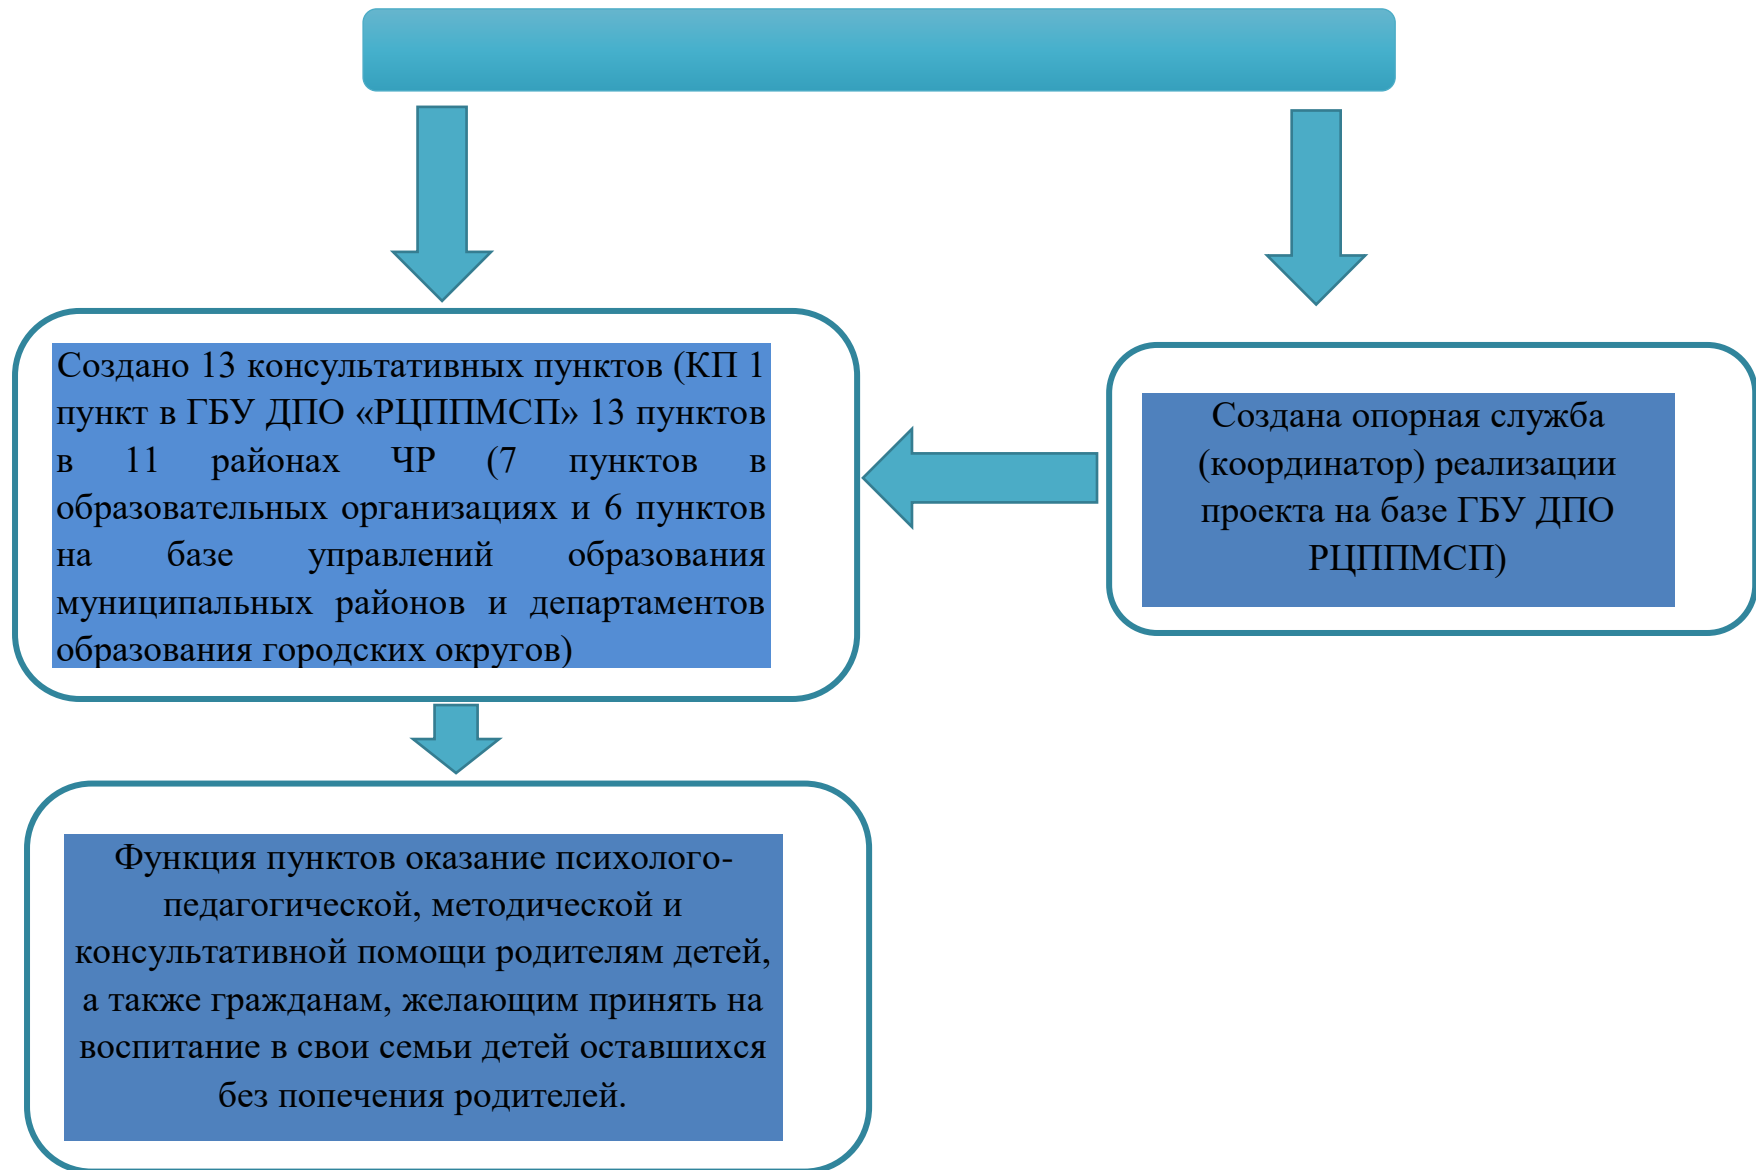 Создано 13 консультативных пунктов (КП 1
пункт в ГБУ ДПО «РЦППМСП» 13 пунктов
в 11 районах ЧР (7 пунктов в
образовательных организациях и 6 пунктов
на базе управлений образования
муниципальных районов и департаментов
образования городских округов)
Создана опорная служба
(координатор) реализации
проекта на базе ГБУ ДПО
РЦППМСП)
Функция пунктов оказание психолого-
педагогической, методической и
консультативной помощи родителям детей,
а также гражданам, желающим принять на
воспитание в свои семьи детей оставшихся
без попечения родителей.